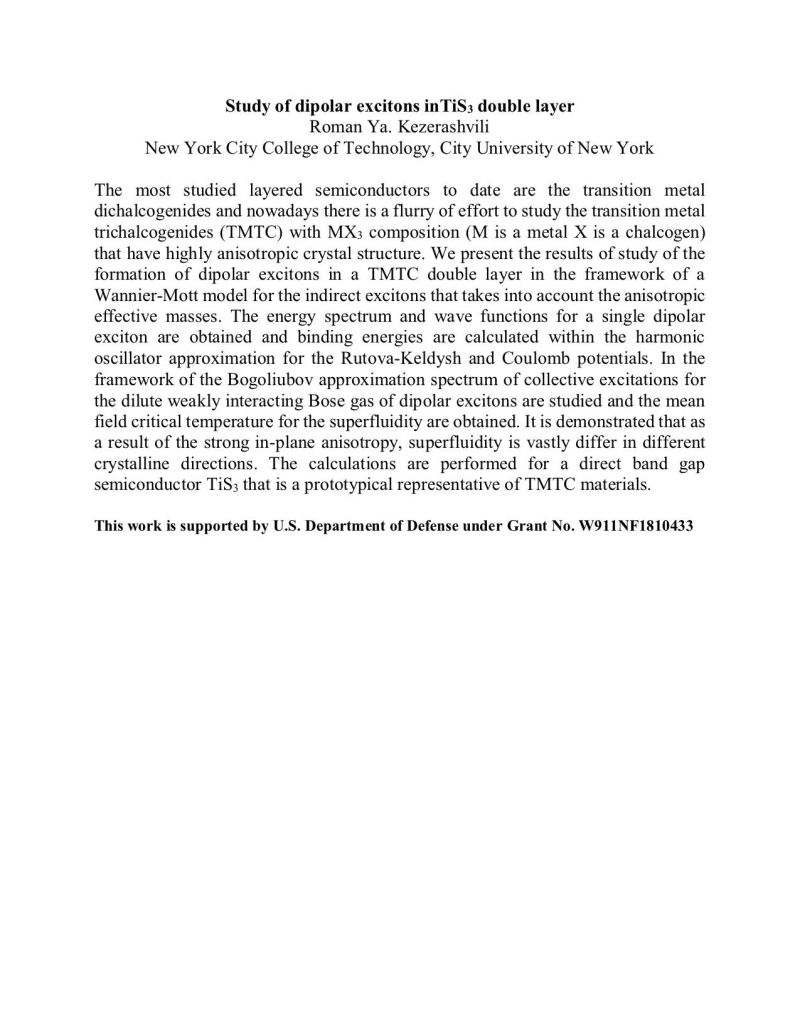 Study of dipolar excitons inTiS₃ double layer
Roman Ya. Kezerashvili
New York City College of Technology, City University of New York
The most studied layered semiconductors to date are the transition metal
dichalcogenides and nowadays there is a flurry of effort to study the transition metal
trichalcogenides (TMTC) with MX₃ composition (M is a metal X is a chalcogen)
that have highly anisotropic crystal structure. We present the results of study of the
formation of dipolar excitons in a TMTC double layer in the framework of a
Wannier-Mott model for the indirect excitons that takes into account the anisotropic
effective masses. The energy spectrum and wave functions for a single dipolar
exciton are obtained and binding energies are calculated within the harmonic
oscillator approximation for the Rutova-Keldysh and Coulomb potentials. In the
framework of the Bogoliubov approximation spectrum of collective excitations for
the dilute weakly interacting Bose gas of dipolar excitons are studied and the mean
field critical temperature for the superfluidity are obtained. It is demonstrated that as
a result of the strong in-plane anisotropy, superfluidity is vastly differ in different
crystalline directions. The calculations are performed for a direct band gap
semiconductor TiS₃ that is a prototypical representative of TMTC materials.
This work is supported by U.S. Department of Defense under Grant No. W911NF1810433